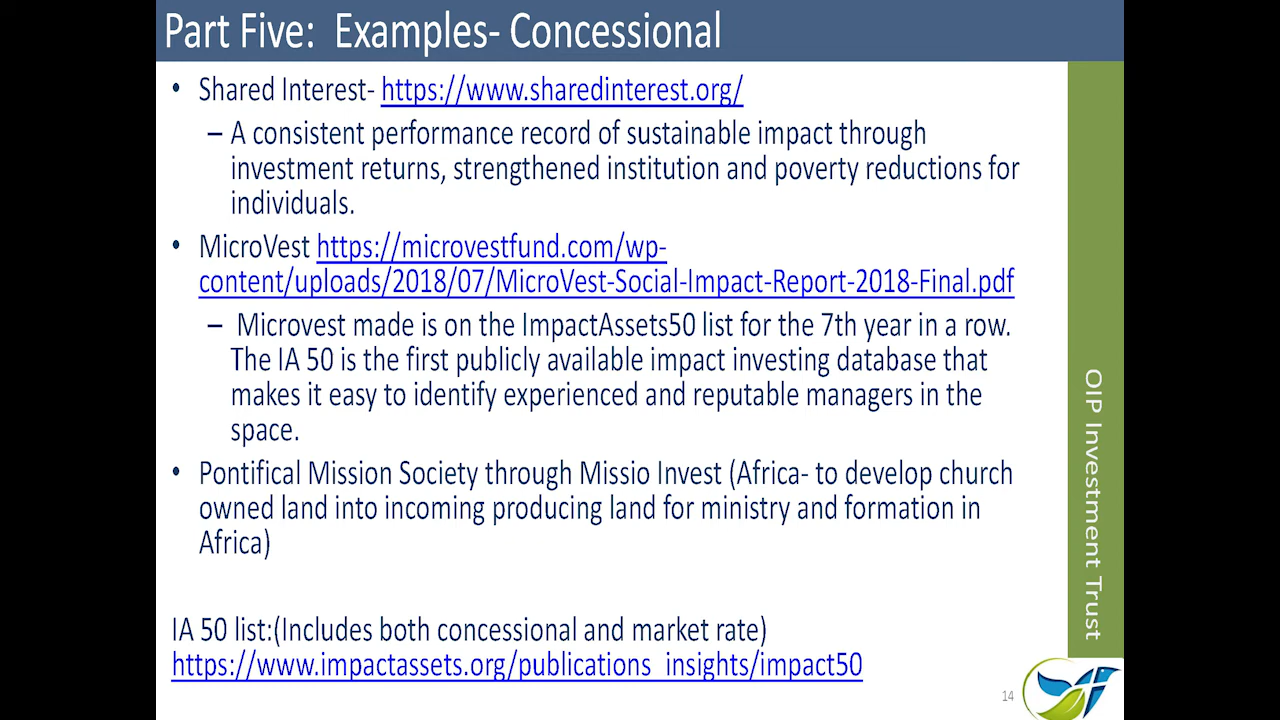 Part Five:  Examples- Concessional
• Shared Interest- https://www.sharedinterest.org/
– A consistent performance record of sustainable impact through
investment returns, strengthened institution and poverty reductions for
individuals.
• MicroVest https://microvestfund.com/wp-
content/uploads/2018/07/MicroVest-Social-Impact-Report-2018-Final.pdf
– Microvest made is on the ImpactAssets50 list for the 7th year in a row.
The IA 50 is the first publicly available impact investing database that
makes it easy to identify experienced and reputable managers in the
space.
• Pontifical Mission Society through Missio Invest (Africa- to develop church
owned land into incoming producing land for ministry and formation in
Africa)
IA 50 list:(Includes both concessional and market rate)
https://www.impactassets.org/publications_insights/impact50
OIP Investment Trust
14